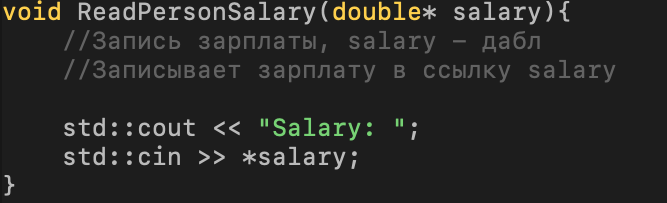 void ReadPersonSalary(double* salary){
//Запись зарплаты, salary — дабл
//Записывает зарплату в ссылку salary
std::cout << "Salary: ";
std::cin >> *salary;
}